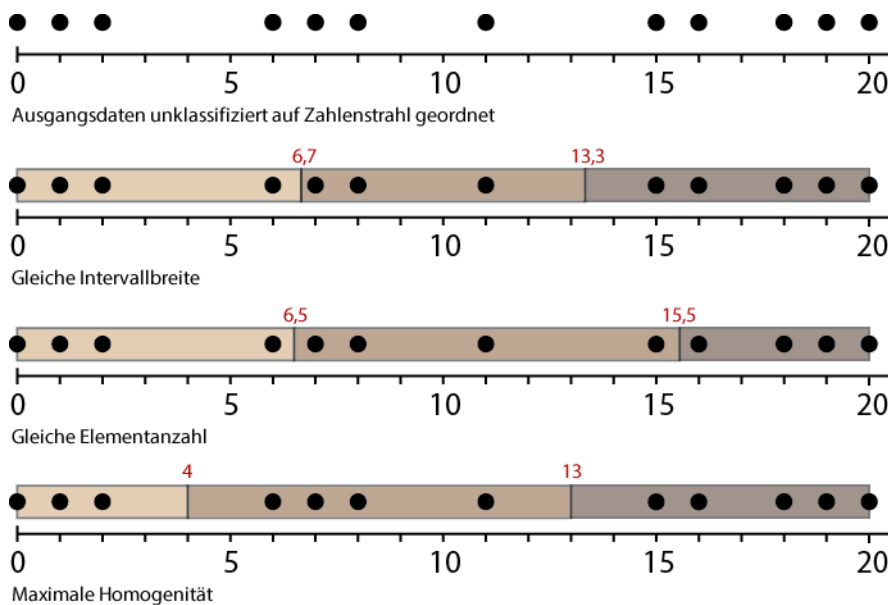 0 5 10 15 20
Ausgangsdaten unklassifiziert auf Zahlenstrahl geordnet
6,7 13,3
0 5 10 15 20
Gleiche Intervallbreite
6,5 15,5
0 5 10 15 20
Gleiche Elementanzahl
4 13
0 5 10 15 20
Maximale Homogenität